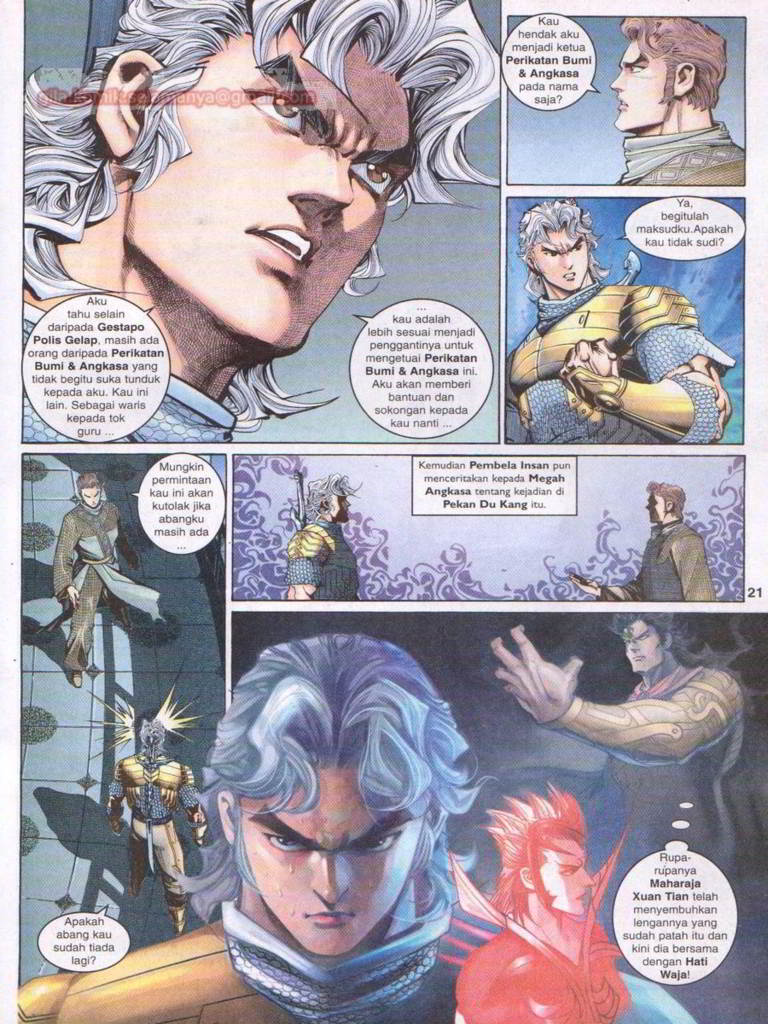 gilakomikselamanya@gmail.com
Aku
tahu selain
daripada Gestapo
Polis Gelap, masih ada
orang daripada Perikatan
Bumi & Angkasa yang
tidak begitu suka tunduk
kepada aku. Kau ini
lain. Sebagai waris
kepada tok
guru ...
...
kau adalah
lebih sesuai menjadi
penggantinya untuk
mengetuai Perikatan
Bumi & Angkasa ini.
Aku akan memberi
bantuan dan
sokongan kepada
kau nanti ...
Kau
hendak aku
menjadi ketua
Perikatan Bumi
& Angkasa
pada nama
saja?
Ya,
begitulah
maksudku.Apakah
kau tidak sudi?
Mungkin
permintaan
kau ini akan
kutolak jika
abangku
masih ada
...
Apakah
abang kau
sudah tiada
lagi?
Kemudian Pembela Insan pun
menceritakan kepada Megah
Angkasa tentang kejadian di
Pekan Du Kang itu.
21
Rupa-
rupanya
Maharaja
Xuan Tian telah
menyembuhkan
lengannya yang
sudah patah itu dan
kini dia bersama
dengan Hati
Waja!